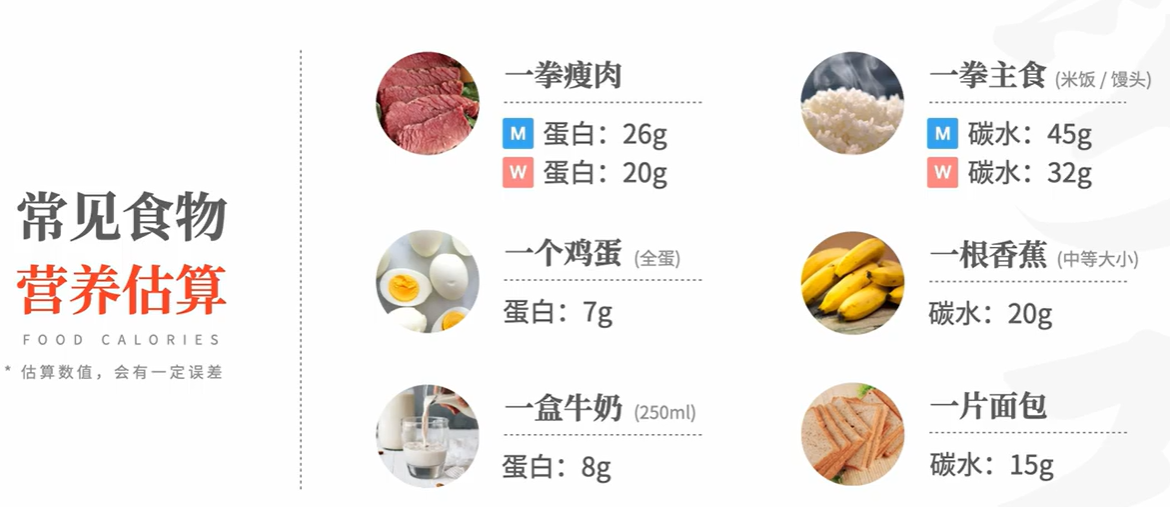 常见食物
营养估算
FOOD CALORIES
* 估算数值，会有一定误差
一拳瘦肉
M 蛋白：26g
W 蛋白：20g
一个鸡蛋 (全蛋)
蛋白：7g
一盒牛奶 (250ml)
蛋白：8g
一拳主食 (米饭 / 馒头)
M 碳水：45g
W 碳水：32g
一根香蕉 (中等大小)
碳水：20g
一片面包
碳水：15g